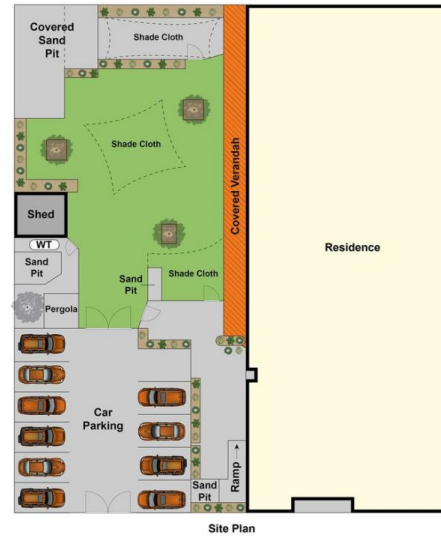 Covered
Sand
Pit
Shade Cloth
Shade Cloth
Covered Verandah
Residence
Shed
WT
Sand
Pit
Sand
Pit
Shade Cloth
Pergola
Car
Parking
Ramp
Sand
Pit
Site Plan